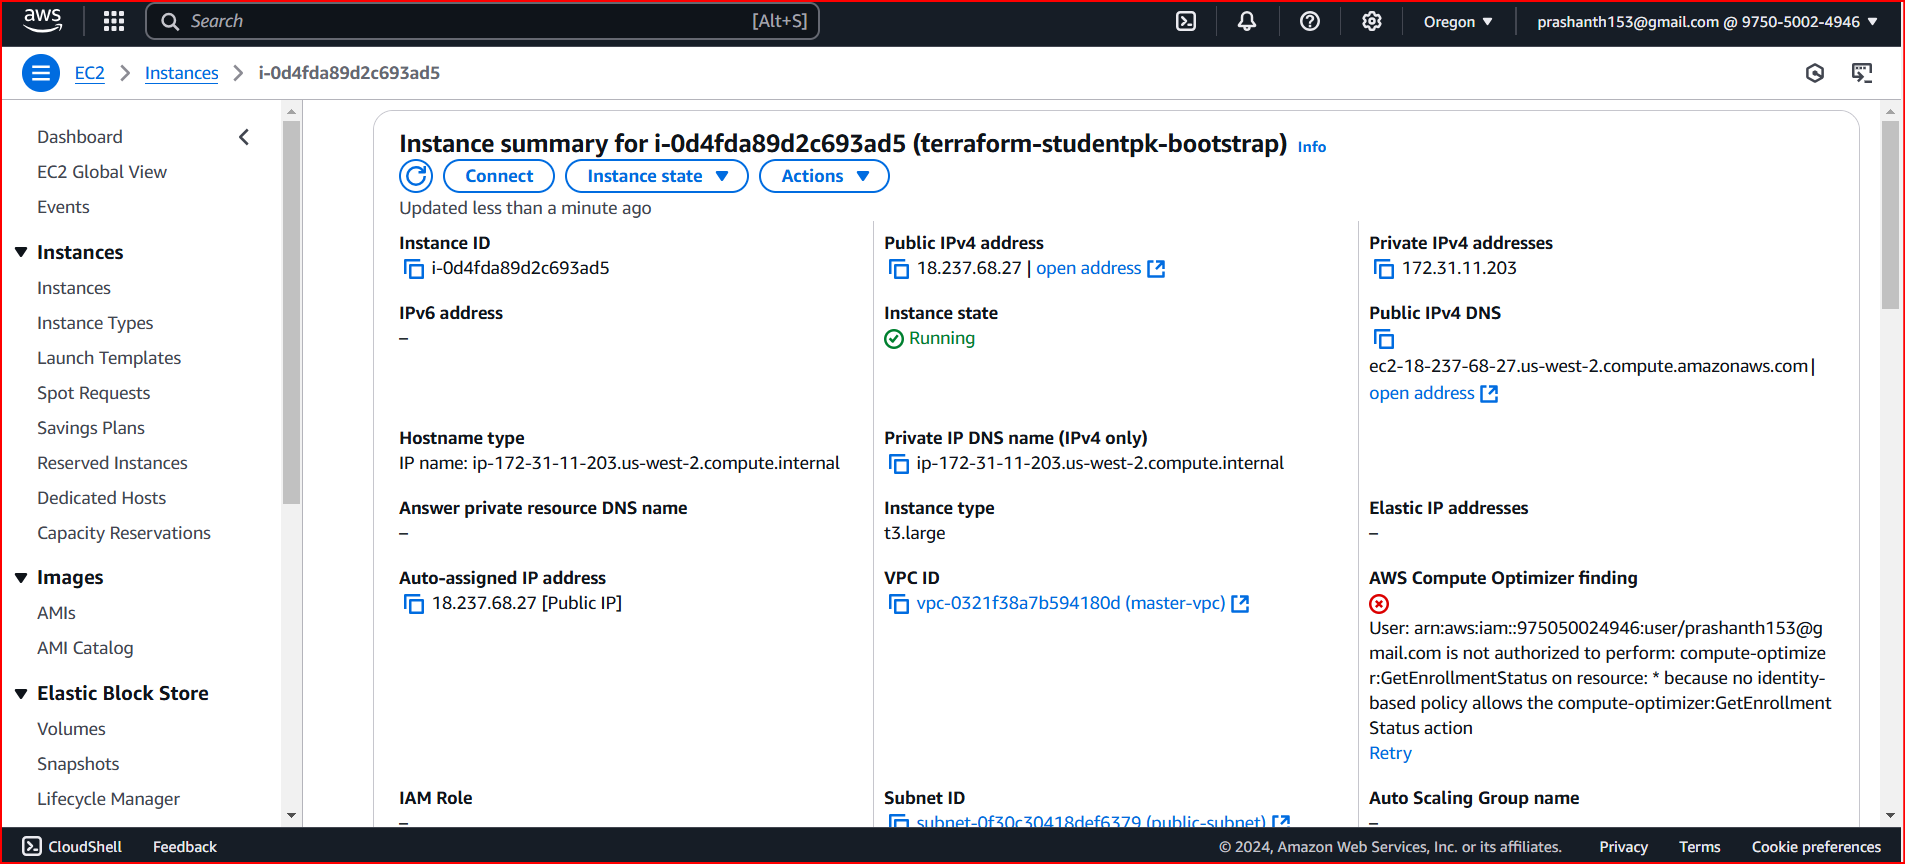 aws
Search [Alt+S]
Oregon ▼
prashanth153@gmail.com @ 9750-5002-4946 ▼
EC2 > Instances > i-0d4fda89d2c693ad5
Dashboard
EC2 Global View
Events
Instances
Instances
Instance Types
Launch Templates
Spot Requests
Savings Plans
Reserved Instances
Dedicated Hosts
Capacity Reservations
Images
AMIs
AMI Catalog
Elastic Block Store
Volumes
Snapshots
Lifecycle Manager
Instance summary for i-0d4fda89d2c693ad5 (terraform-studentpk-bootstrap) Info
Connect
Instance state ▼
Actions ▼
Updated less than a minute ago
Instance ID
i-0d4fda89d2c693ad5
Public IPv4 address
18.237.68.27 | open address
Private IPv4 addresses
172.31.11.203
IPv6 address
–
Instance state
Running
Public IPv4 DNS
ec2-18-237-68-27.us-west-2.compute.amazonaws.com |
open address
Hostname type
IP name: ip-172-31-11-203.us-west-2.compute.internal
Private IP DNS name (IPv4 only)
ip-172-31-11-203.us-west-2.compute.internal
Answer private resource DNS name
–
Instance type
t3.large
Elastic IP addresses
–
Auto-assigned IP address
18.237.68.27 [Public IP]
VPC ID
vpc-0321f38a7b594180d (master-vpc)
AWS Compute Optimizer finding
User: arn:aws:iam::975050024946:user/prashanth153@g
mail.com is not authorized to perform: compute-optimize
r:GetEnrollmentStatus on resource: * because no identity-
based policy allows the compute-optimizer:GetEnrollment
Status action
Retry
IAM Role
–
Subnet ID
subnet-0f30c30418def6379 (public-subnet)
Auto Scaling Group name
–
CloudShell
Feedback
© 2024, Amazon Web Services, Inc. or its affiliates.
Privacy
Terms
Cookie preferences